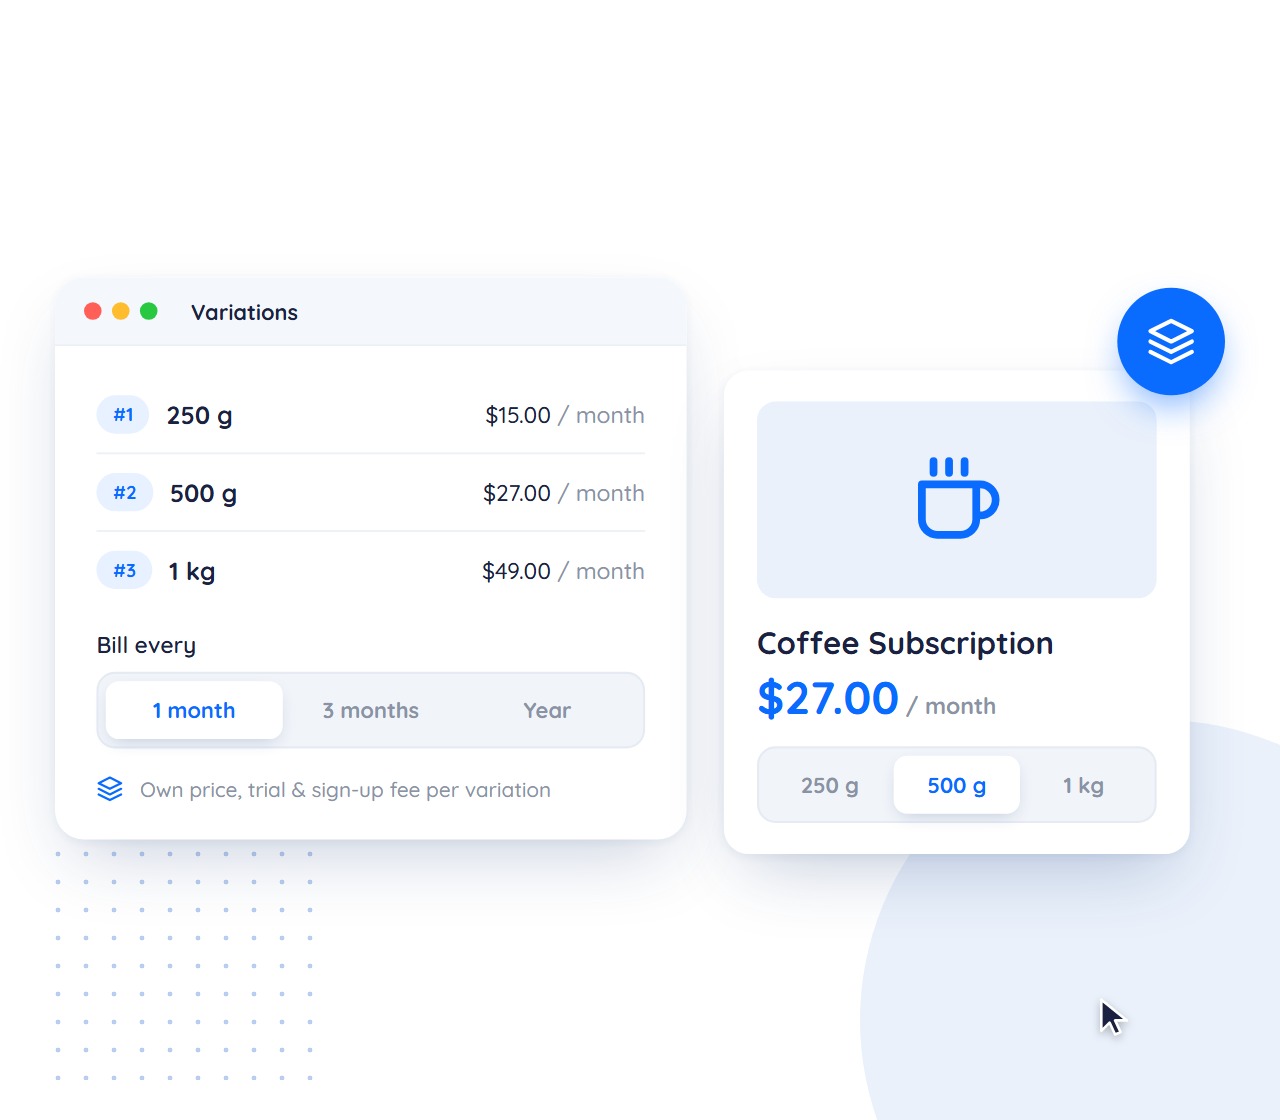 Variations
#1 250 g $15.00 / month
#2 500 g $27.00 / month
#3 1 kg $49.00 / month
Bill every
1 month 3 months Year
Own price, trial & sign-up fee per variation
Coffee Subscription
$27.00 / month
250 g 500 g 1 kg